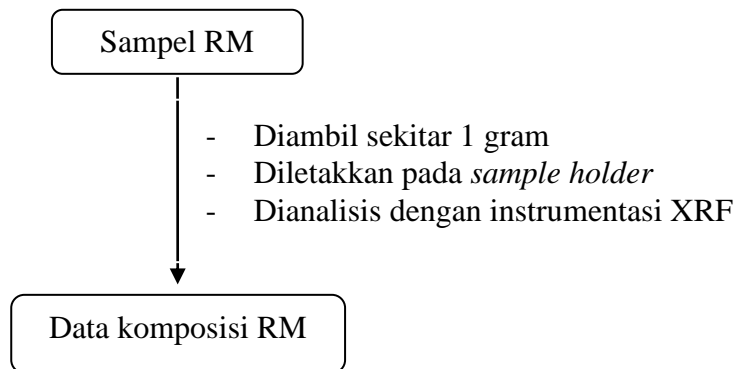 Sampel RM
- Diambil sekitar 1 gram
- Diletakkan pada sample holder
- Dianalisis dengan instrumentasi XRF
Data komposisi RM